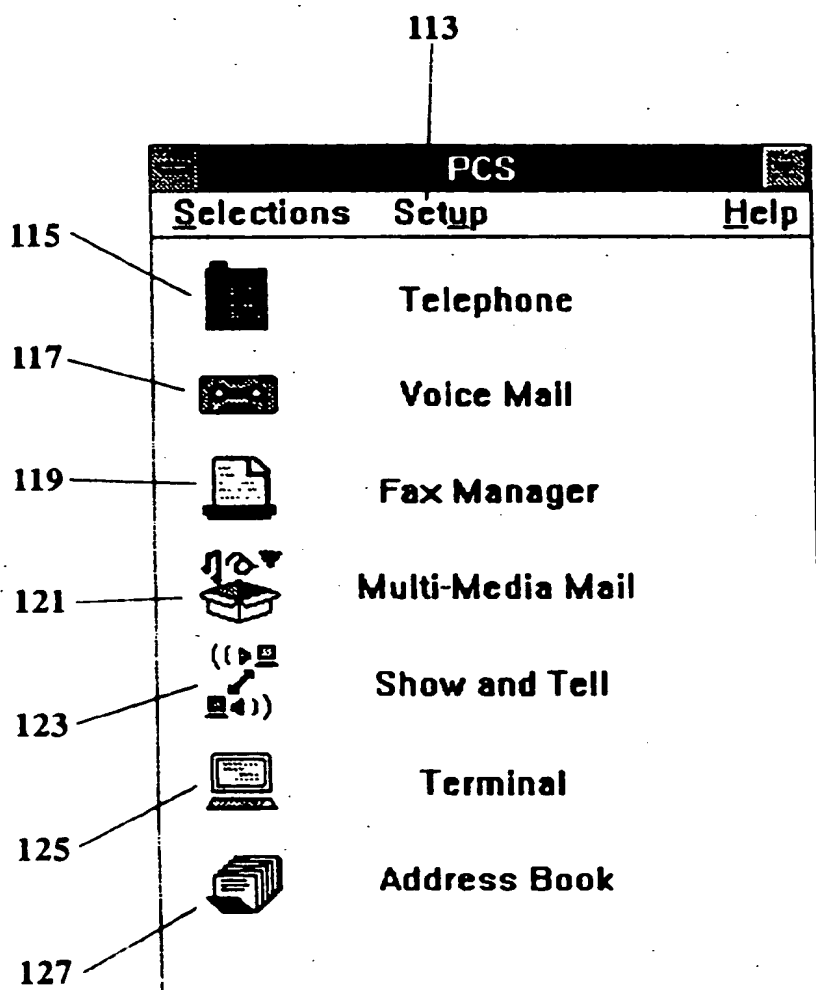 113
PCS
Selections Setup Help
115 Telephone
117 Voice Mail
119 Fax Manager
121 Multi-Media Mail
123 Show and Tell
125 Terminal
127 Address Book